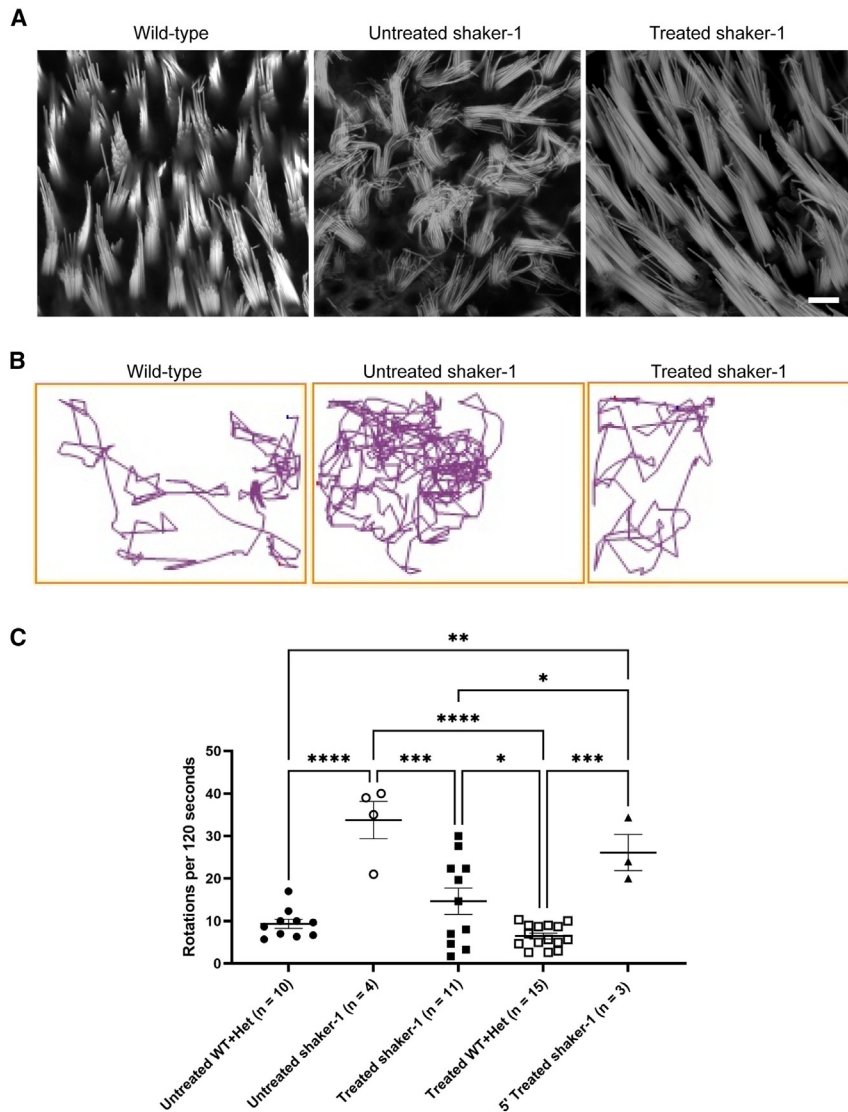 A
Wild-type
Untreated shaker-1
Treated shaker-1
B
Wild-type
Untreated shaker-1
Treated shaker-1
C
**
*
****
**** *** * ***
Rotations per 120 seconds
50
40
30
20
10
0
Untreated WT+Het (n = 10)
Untreated shaker-1 (n = 4)
Treated shaker-1 (n = 11)
Treated WT+Het (n = 15)
5' Treated shaker-1 (n = 3)